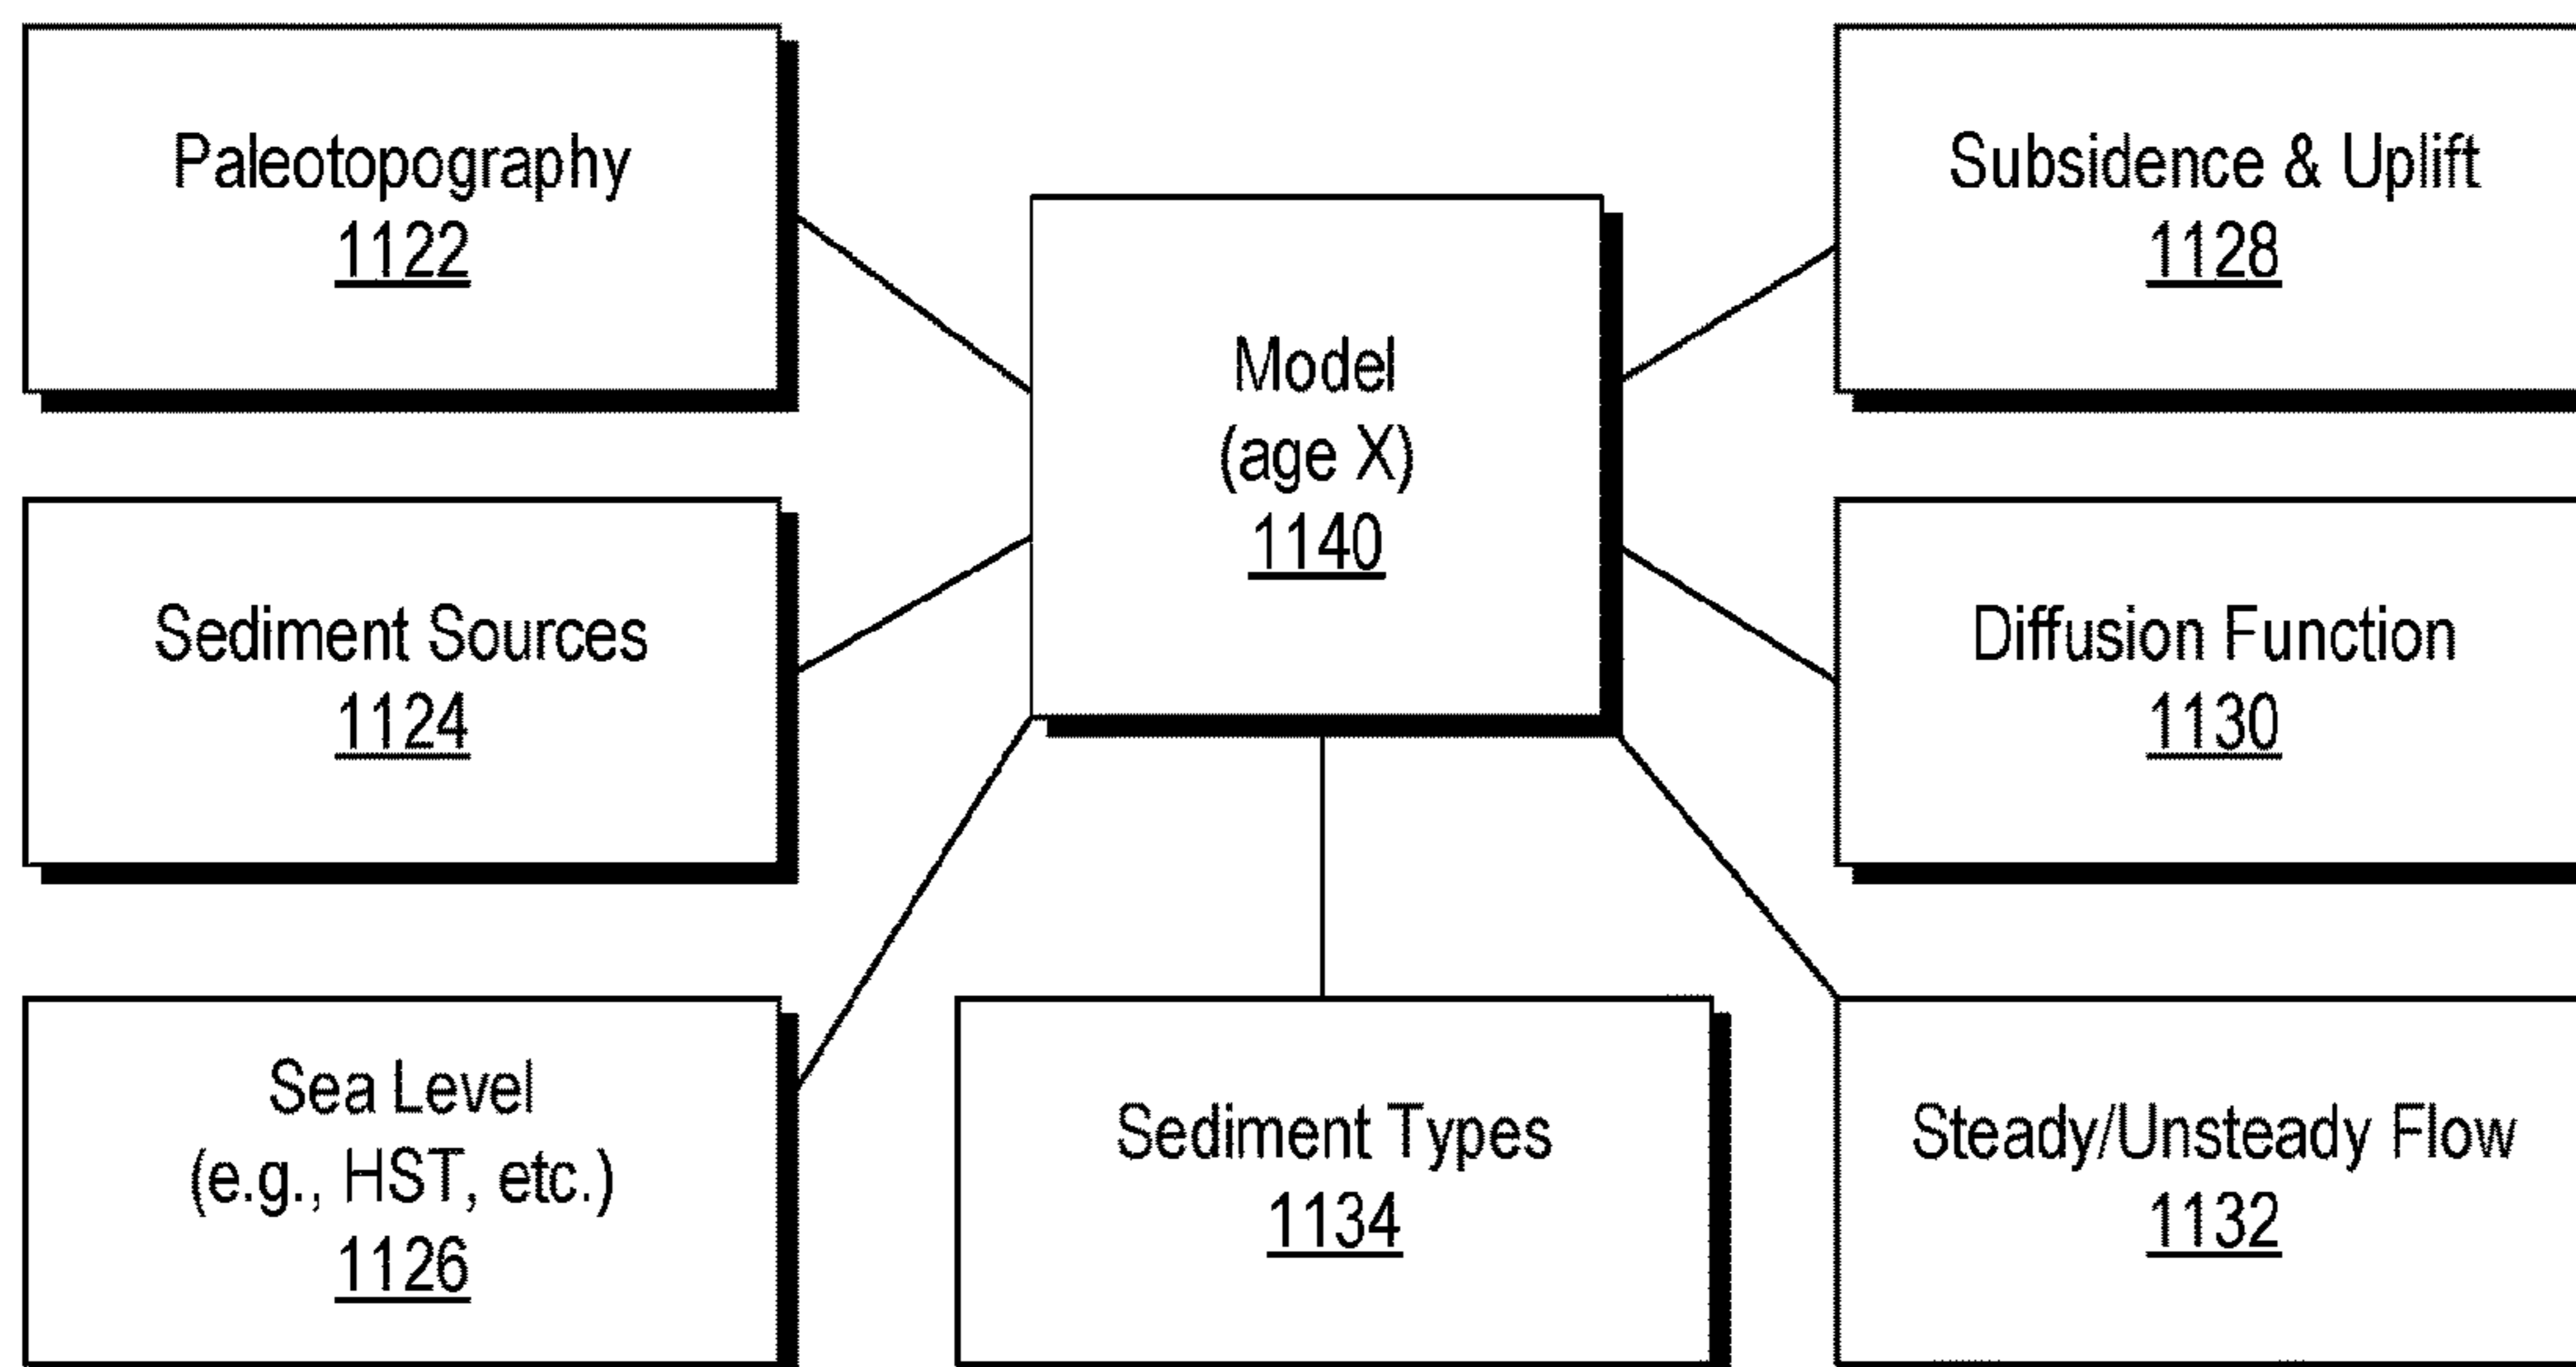 Paleotopography
1122
Subsidence & Uplift
1128
Model
(age X)
1140
Sediment Sources
1124
Diffusion Function
1130
Sea Level
(e.g., HST, etc.)
1126
Sediment Types
1134
Steady/Unsteady Flow
1132